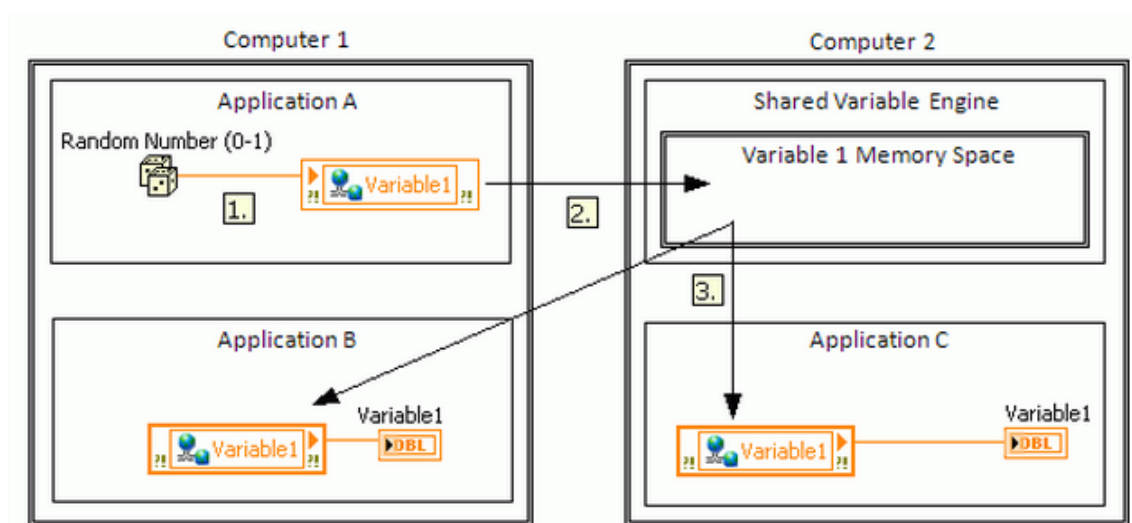 Computer 1
Computer 2
Application A
Random Number (0-1)
Variable1
1.
2.
Shared Variable Engine
Variable 1 Memory Space
3.
Application B
Variable1
Variable1
DBL
Application C
Variable1
Variable1
DBL